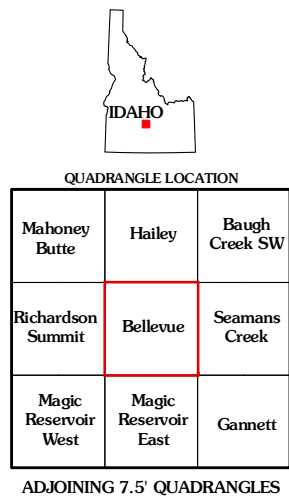 IDAHO
QUADRANGLE LOCATION
Mahoney
Butte
Hailey
Baugh
Creek SW
Richardson
Summit
Bellevue
Seamans
Creek
Magic
Reservoir
West
Magic
Reservoir
East
Gannett
ADJOINING 7.5' QUADRANGLES